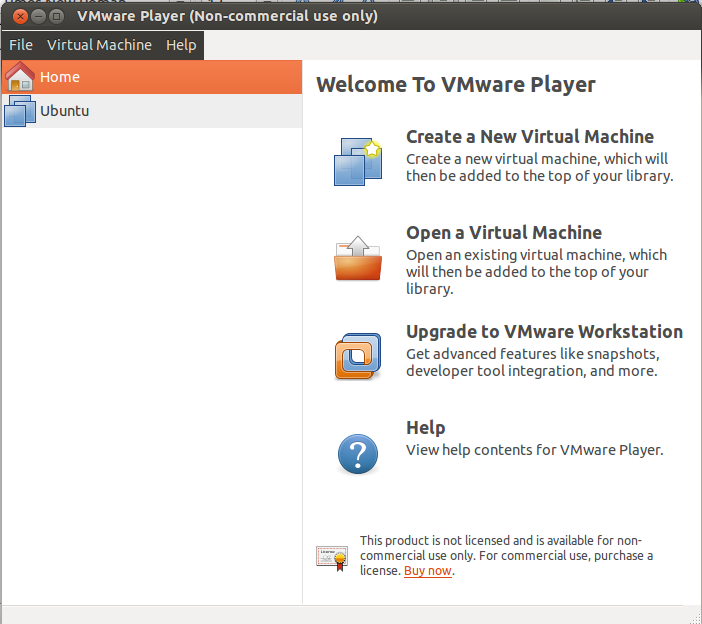 VMware Player (Non-commercial use only)
File Virtual Machine Help
Home
Ubuntu
Welcome To VMware Player
Create a New Virtual Machine
Create a new virtual machine, which will
then be added to the top of your library.
Open a Virtual Machine
Open an existing virtual machine, which
will then be added to the top of your
library.
Upgrade to VMware Workstation
Get advanced features like snapshots,
developer tool integration, and more.
Help
View help contents for VMware Player.
This product is not licensed and is available for non-
commercial use only. For commercial use, purchase a
license. Buy now.